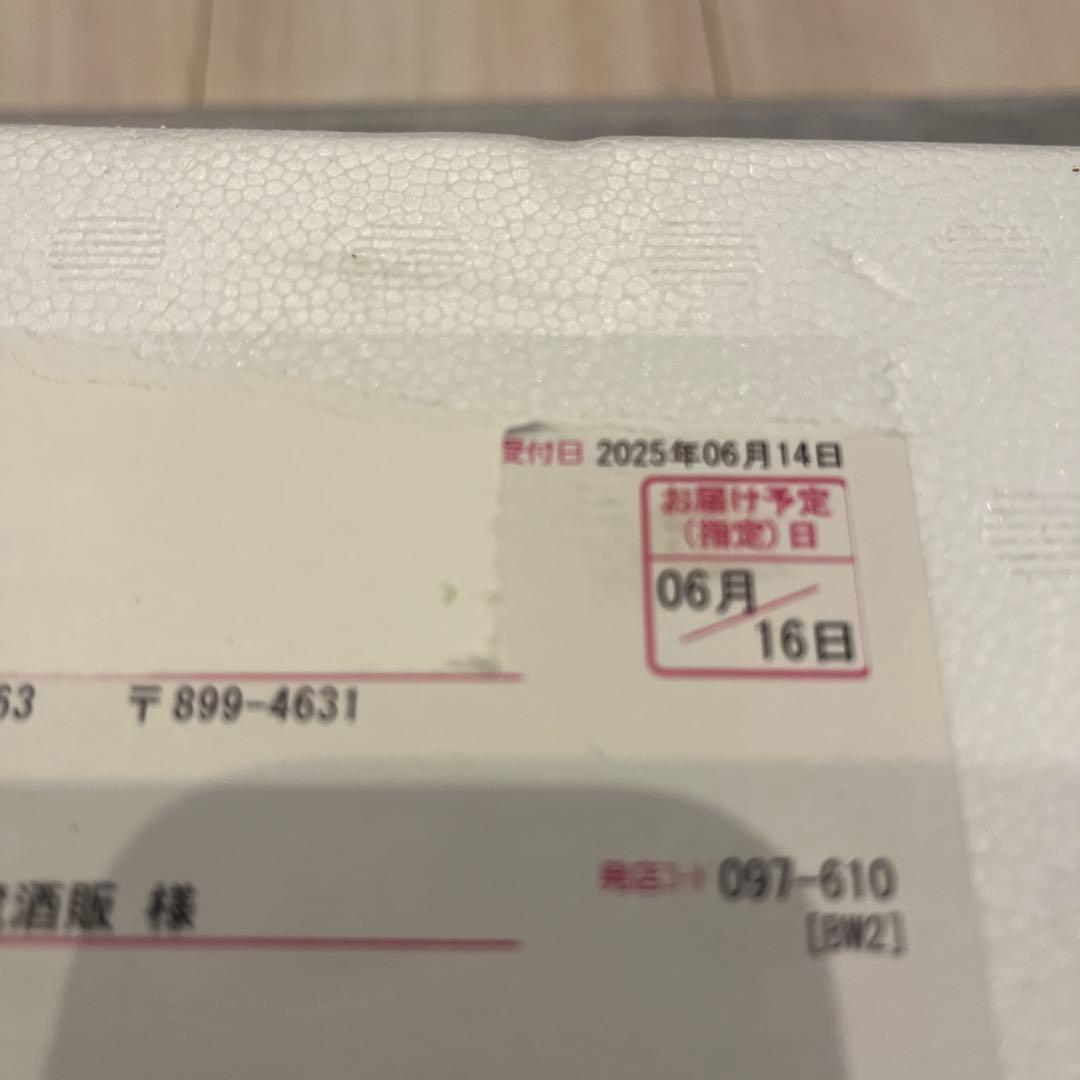 受付日 2025年06月14日
お届け予定
(指定)日
06月
16日
63 〒899-4631
発店コード 097-610
酒販 様
[BW2]